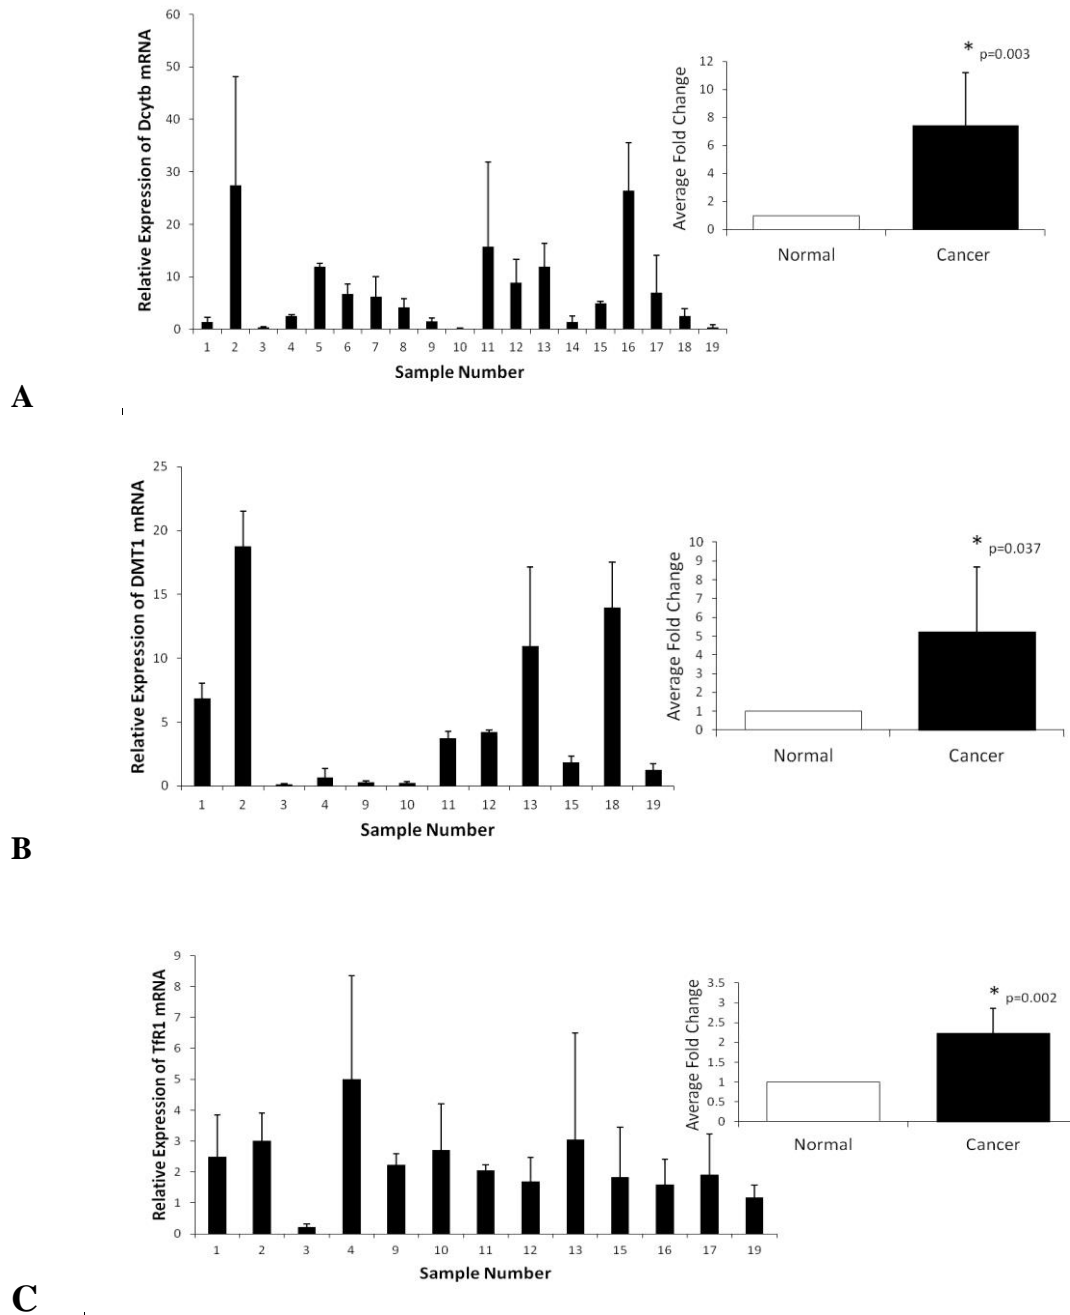 Relative Expression of Dcytb mRNA
60
50
40
30
20
10
0
1 2 3 4 5 6 7 8 9 10 11 12 13 14 15 16 17 18 19
Sample Number
Average Fold Change
12
10
8
6
4
2
0
* p=0.003
Normal Cancer
A
Relative Expression of DMT1 mRNA
25
20
15
10
5
0
1 2 3 4 9 10 11 12 13 15 18 19
Sample Number
Average Fold Change
10
9
8
7
6
5
4
3
2
1
0
* p=0.037
Normal Cancer
B
Relative Expression of TfR1 mRNA
9
8
7
6
5
4
3
2
1
0
1 2 3 4 9 10 11 12 13 15 16 17 19
Sample Number
Average Fold Change
3.5
3
2.5
2
1.5
1
0.5
0
* p=0.002
Normal Cancer
C